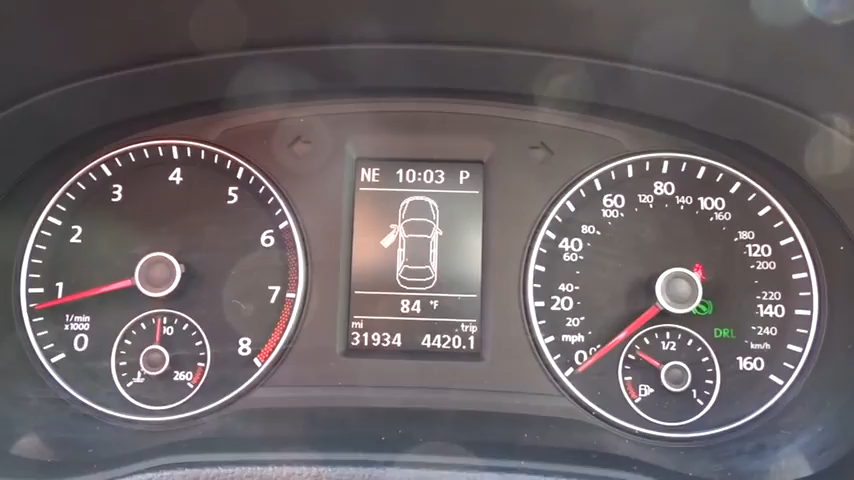 NE 10:03 P
84 °F
mi trip
31934 4420.1
0 1 2 3 4 5 6 7 8
1/min
x1000
260
0 20 40 60 80 100 120 140 160
mph
20 40 60 80 100 120 140 160 180 200 220 240
km/h
DRL
1/2
1